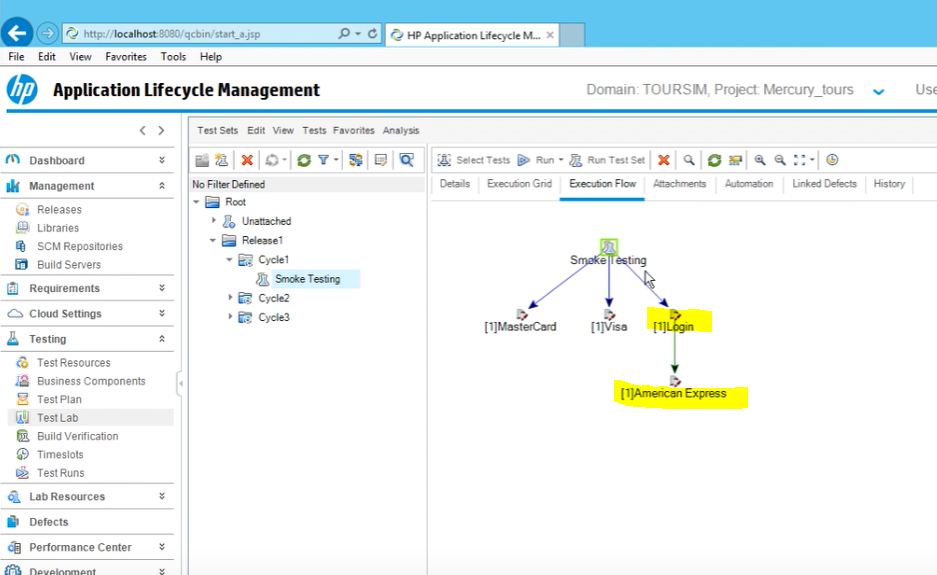 http://localhost:8080/qcbin/start_a.jsp
HP Application Lifecycle M...
File Edit View Favorites Tools Help
hp Application Lifecycle Management
Domain: TOURSIM, Project: Mercury_tours
Use
Dashboard
Management
Releases
Libraries
SCM Repositories
Build Servers
Requirements
Cloud Settings
Testing
Test Resources
Business Components
Test Plan
Test Lab
Build Verification
Timeslots
Test Runs
Lab Resources
Defects
Performance Center
Development
Test Sets Edit View Tests Favorites Analysis
No Filter Defined
Root
Unattached
Release1
Cycle1
Smoke Testing
Cycle2
Cycle3
Select Tests Run Run Test Set
Details Execution Grid Execution Flow Attachments Automation Linked Defects History
Smoke Testing
[1]MasterCard [1]Visa [1]Login
[1]American Express